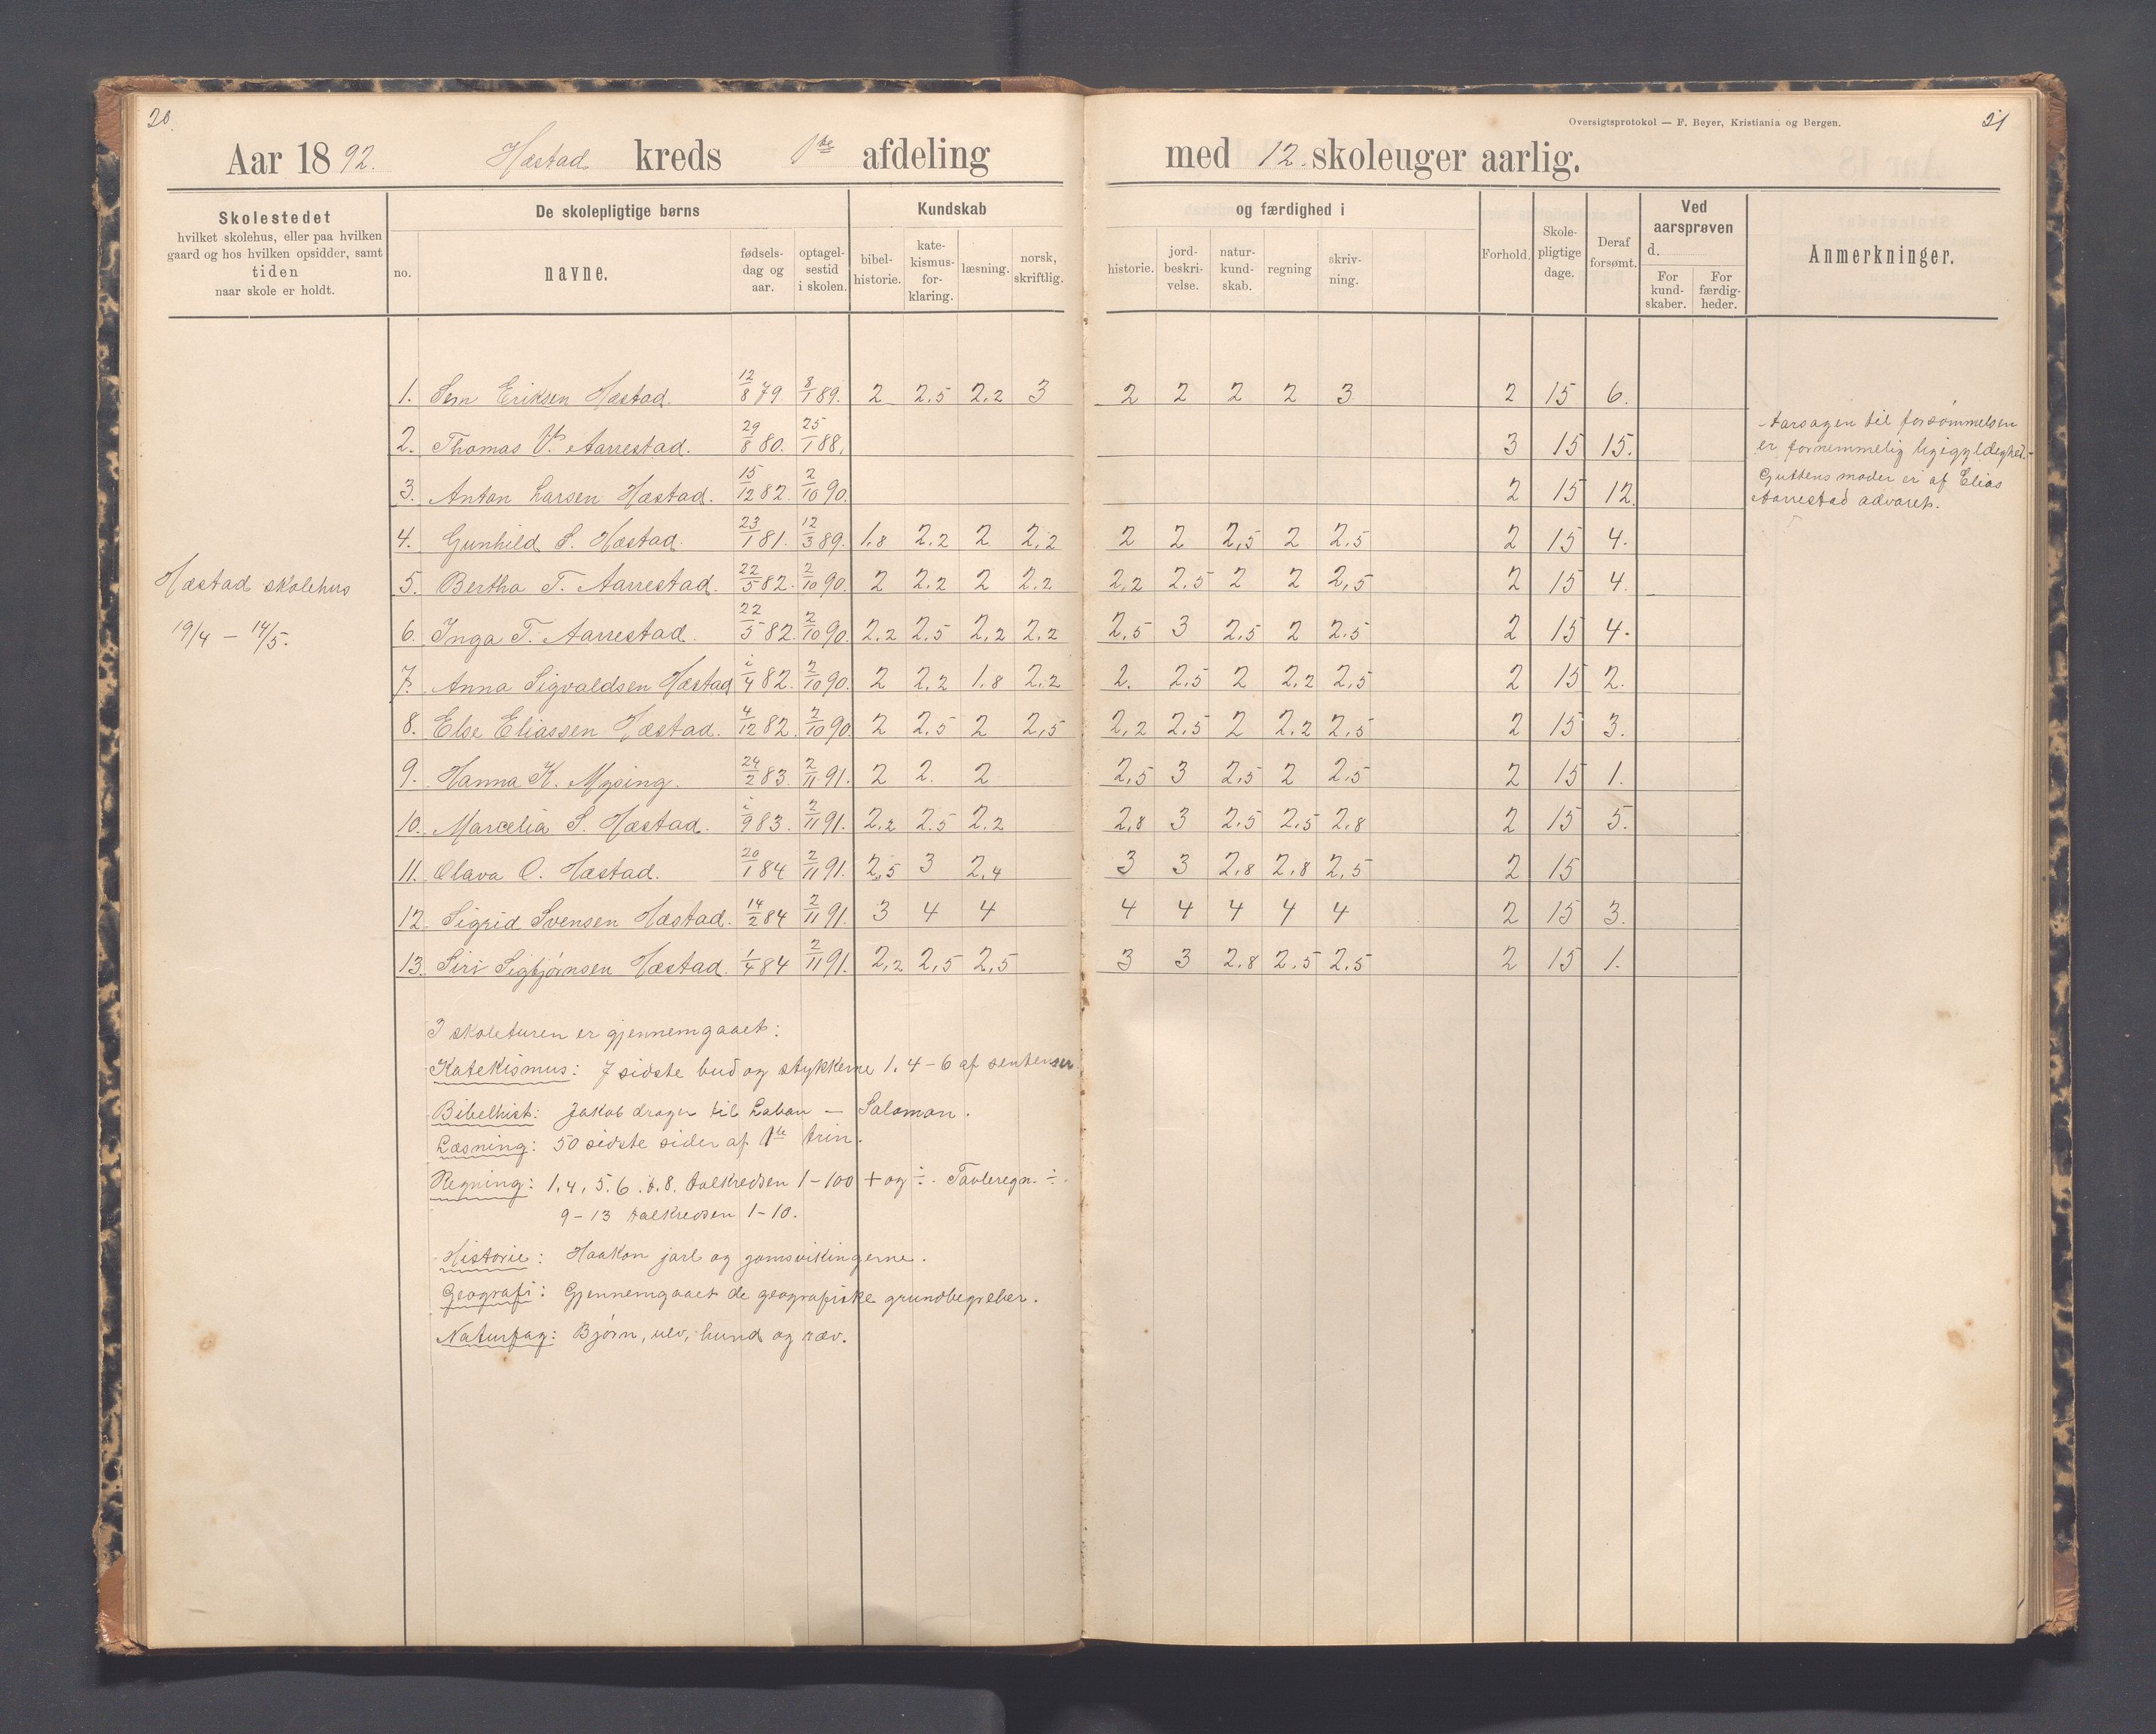 20.
Aar 1892. Hæstad kreds 1ste afdeling
Skolestedet
hvilket skolehus, eller paa hvilken
gaard og hos hvilken opsidder, samt
tiden
naar skole er holdt.
De skolepligtige børns
no. navne. fødsels-dag og aar. optagel-sestid i skolen.
Kundskab
bibel-historie. kate-kismus-for-klaring. læsning. norsk, skriftlig.
1. Sem Eriksen Hæstad. 12/8 79. 8/1 89. 2 2,5 2,2 3
2. Thomas V. Aarrestad. 29/8 80. 25/1 88.
3. Anton Larsen Hæstad. 15/12 82. 2/10 90.
4. Gunhild S. Hæstad. 23/1 81. 12/3 89. 1,8 2,2 2 2,2
5. Bertha T. Aarrestad. 22/5 82. 2/10 90. 2 2,2 2 2,2
6. Inga T. Aarrestad. 22/5 82. 2/10 90. 2,2 2,5 2,2 2,2
7. Anna Sigvaldsen Hæstad i/4 82. 2/10 90. 2 2,2 1,8 2,2
8. Else Eliassen Hæstad. 4/12 82. 2/10 90. 2 2,5 2 2,5
9. Hanna K. Mysing. 24/2 83. 2/11 91. 2 2. 2
10. Marcelia S. Hæstad. i/9 83. 2/11 91. 2,2 2,5 2,2
11. Olava O. Hæstad. 20/1 84 2/11 91. 2,5 3 2,4
12. Sigrid Svensen Hæstad. 14/2 84 2/11 91. 3 4 4
13. Siri Sigbjørnsen Hæstad. 1/4 84 2/11 91. 2,2 2,5 2,5
Hæstad skolehus
19/4 – 14/5.
I skoleturen er gjennemgaaet:
Katekismus: 7 sidste bud og stykkerne 1. 4 – 6 af sentenser
Bibelhist: Jakob drager til Laban — Salomon.
Læsning: 50 sidste sider af 1ste trin.
Regning: 1, 4, 5. 6. 7. 8. talkredsen 1 – 100 + og ÷. Tavleregn. ÷.
9 – 13 talkredsen 1 – 10.
Historie: Haakon jarl og jomsvikingerne.
Geografi: Gjennemgaaet de geografiske grundbegreber.
Naturfag: Bjørn, ulv, hund og ræv.
Oversigtsprotokol — F. Beyer, Kristiania og Bergen.
21
med 12. skoleuger aarlig.
og færdighed i
historie. jord-beskri-velse. natur-kund-skab. regning skriv-ning.
Forhold. Skole-pligtige dage. Deraf forsømt.
Ved aarsprøven d.
For kund-skaber. For færdig-heder.
Anmerkninger.
2 2 2 2 3 2 15 6.
3 15 15.
2 15 12.
2 2 2,5 2 2,5 2 15 4.
2,2 2,5 2 2 2,5 2 15 4.
2,5 3 2,5 2 2,5 2 15 4.
2. 2,5 2 2,2 2,5 2 15 2.
2,2 2,5 2 2,2 2,5 2 15 3.
2,5 3 2,5 2 2,5 2 15 1.
2,8 3 2,5 2,5 2,8 2 15 5.
3 3 2,8 2,8 2,5 2 15
4 4 4 4 4 2 15 3.
3 3 2,8 2,5 2,5 2 15 1.
Aarsagen til forsømmelsen
er fornemmelig ligegyldighed. –
Guttens moder er af Elias
Aarrestad advaret.